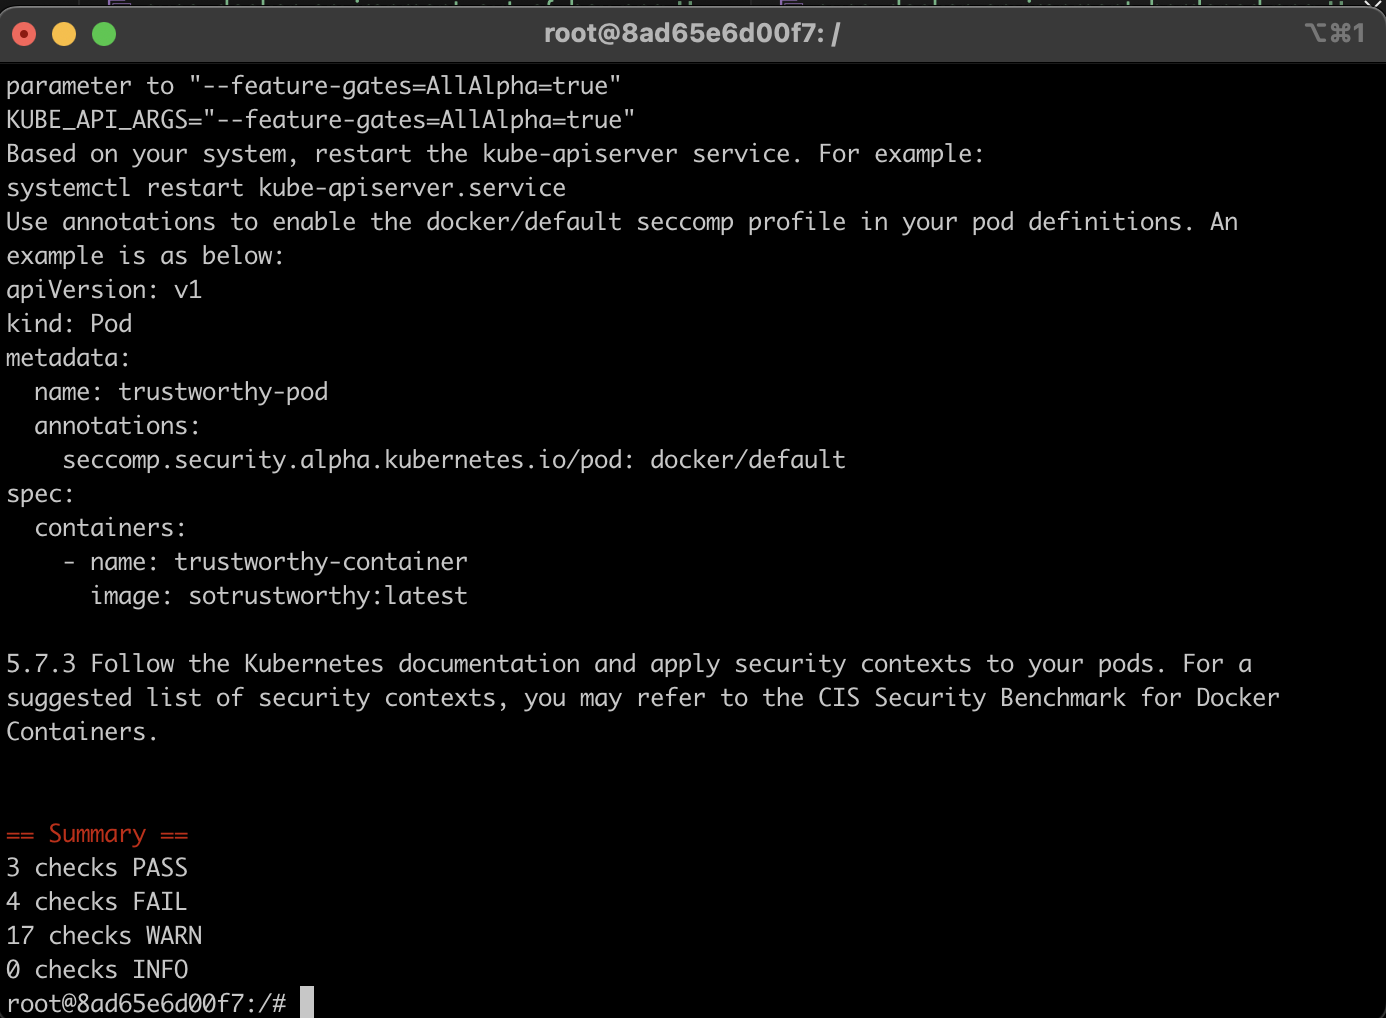 root@8ad65e6d00f7: /
⌥⌘1
parameter to "--feature-gates=AllAlpha=true"
KUBE_API_ARGS="--feature-gates=AllAlpha=true"
Based on your system, restart the kube-apiserver service. For example:
systemctl restart kube-apiserver.service
Use annotations to enable the docker/default seccomp profile in your pod definitions. An
example is as below:
apiVersion: v1
kind: Pod
metadata:
  name: trustworthy-pod
  annotations:
    seccomp.security.alpha.kubernetes.io/pod: docker/default
spec:
  containers:
    - name: trustworthy-container
      image: sotrustworthy:latest

5.7.3 Follow the Kubernetes documentation and apply security contexts to your pods. For a
suggested list of security contexts, you may refer to the CIS Security Benchmark for Docker
Containers.

== Summary ==
3 checks PASS
4 checks FAIL
17 checks WARN
0 checks INFO
root@8ad65e6d00f7:/#